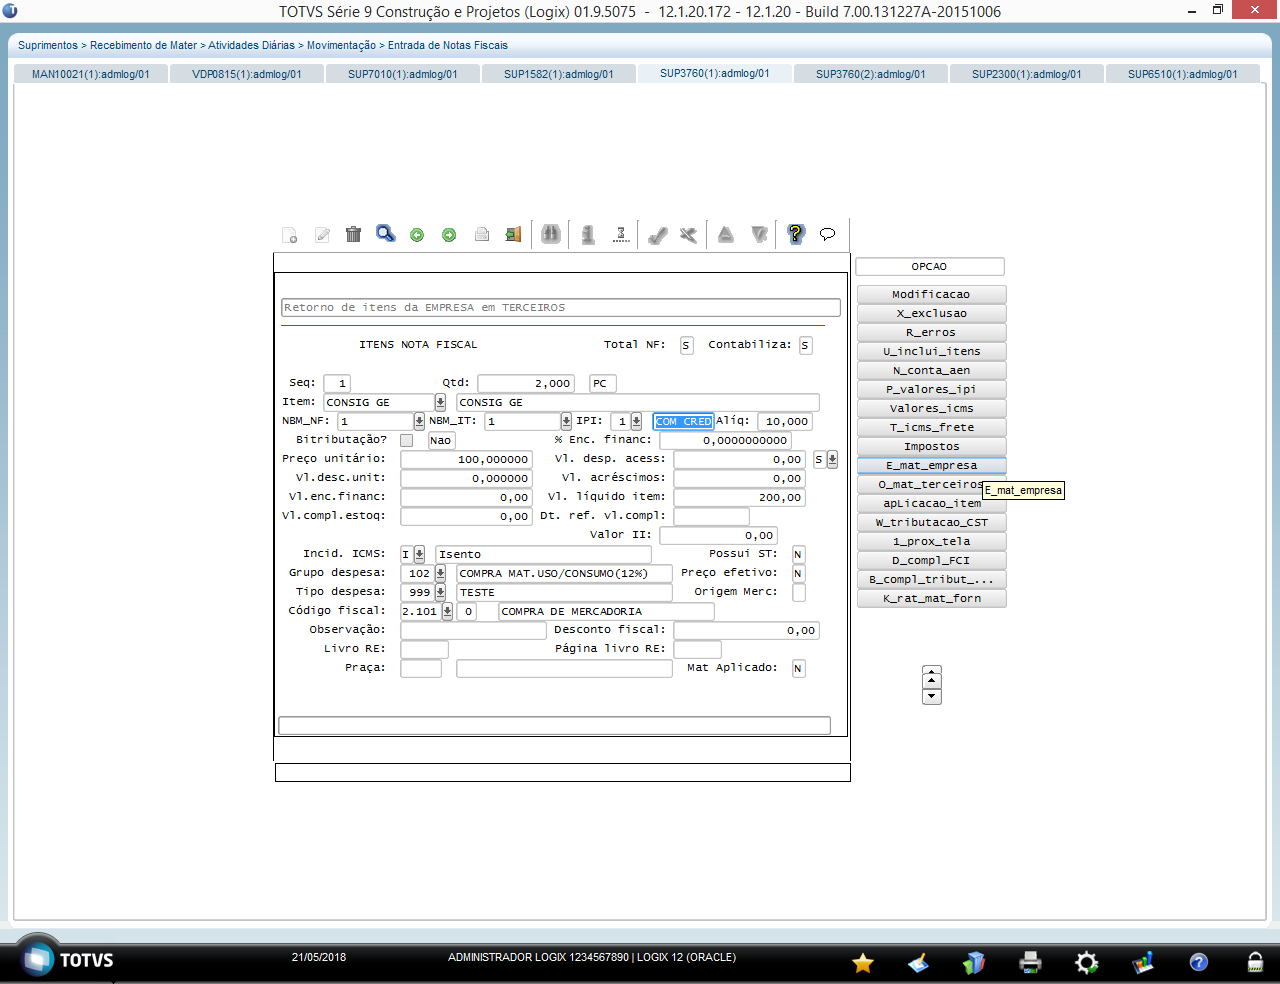 TOTVS Série 9 Construção e Projetos (Logix) 01.9.5075 - 12.1.20.172 - 12.1.20 - Build 7.00.131227A-20151006
Suprimentos > Recebimento de Mater > Atividades Diárias > Movimentação > Entrada de Notas Fiscais
MAN10021(1):admlog/01 VDP0815(1):admlog/01 SUP7010(1):admlog/01 SUP1582(1):admlog/01 SUP3760(1):admlog/01 SUP3760(2):admlog/01 SUP2300(1):admlog/01 SUP6510(1):admlog/01
Retorno de itens da EMPRESA em TERCEIROS
ITENS NOTA FISCAL Total NF: S Contabiliza: S
Seq: 1 Qtd: 2,000 PC
Item: CONSIG GE CONSIG GE
NBM_NF: 1 NBM_IT: 1 IPI: 1 COM CRED Alíq: 10,000
Bitributação? Nao % Enc. financ: 0,0000000000
Preço unitário: 100,000000 Vl. desp. acess: 0,00 S
Vl.desc.unit: 0,000000 Vl. acréscimos: 0,00
Vl.enc.financ: 0,00 Vl. líquido item: 200,00
Vl.compl.estoq: 0,00 Dt. ref. vl.compl:
Valor II: 0,00
Incid. ICMS: I Isento Possui ST: N
Grupo despesa: 102 COMPRA MAT.USO/CONSUMO(12%) Preço efetivo: N
Tipo despesa: 999 TESTE Origem Merc:
Código fiscal: 2.101 0 COMPRA DE MERCADORIA
Observação: Desconto fiscal: 0,00
Livro RE: Página livro RE:
Praça: Mat Aplicado: N
OPCAO
Modificacao
X_exclusao
R_erros
U_inclui_itens
N_conta_aen
P_valores_ipi
Valores_icms
T_icms_frete
Impostos
E_mat_empresa
O_mat_terceiros
E_mat_empresa
apLicacao_item
W_tributacao_CST
1_prox_tela
D_compl_FCI
B_compl_tribut_...
K_rat_mat_forn
TOTVS 21/05/2018 ADMINISTRADOR LOGIX 1234567890 | LOGIX 12 (ORACLE)